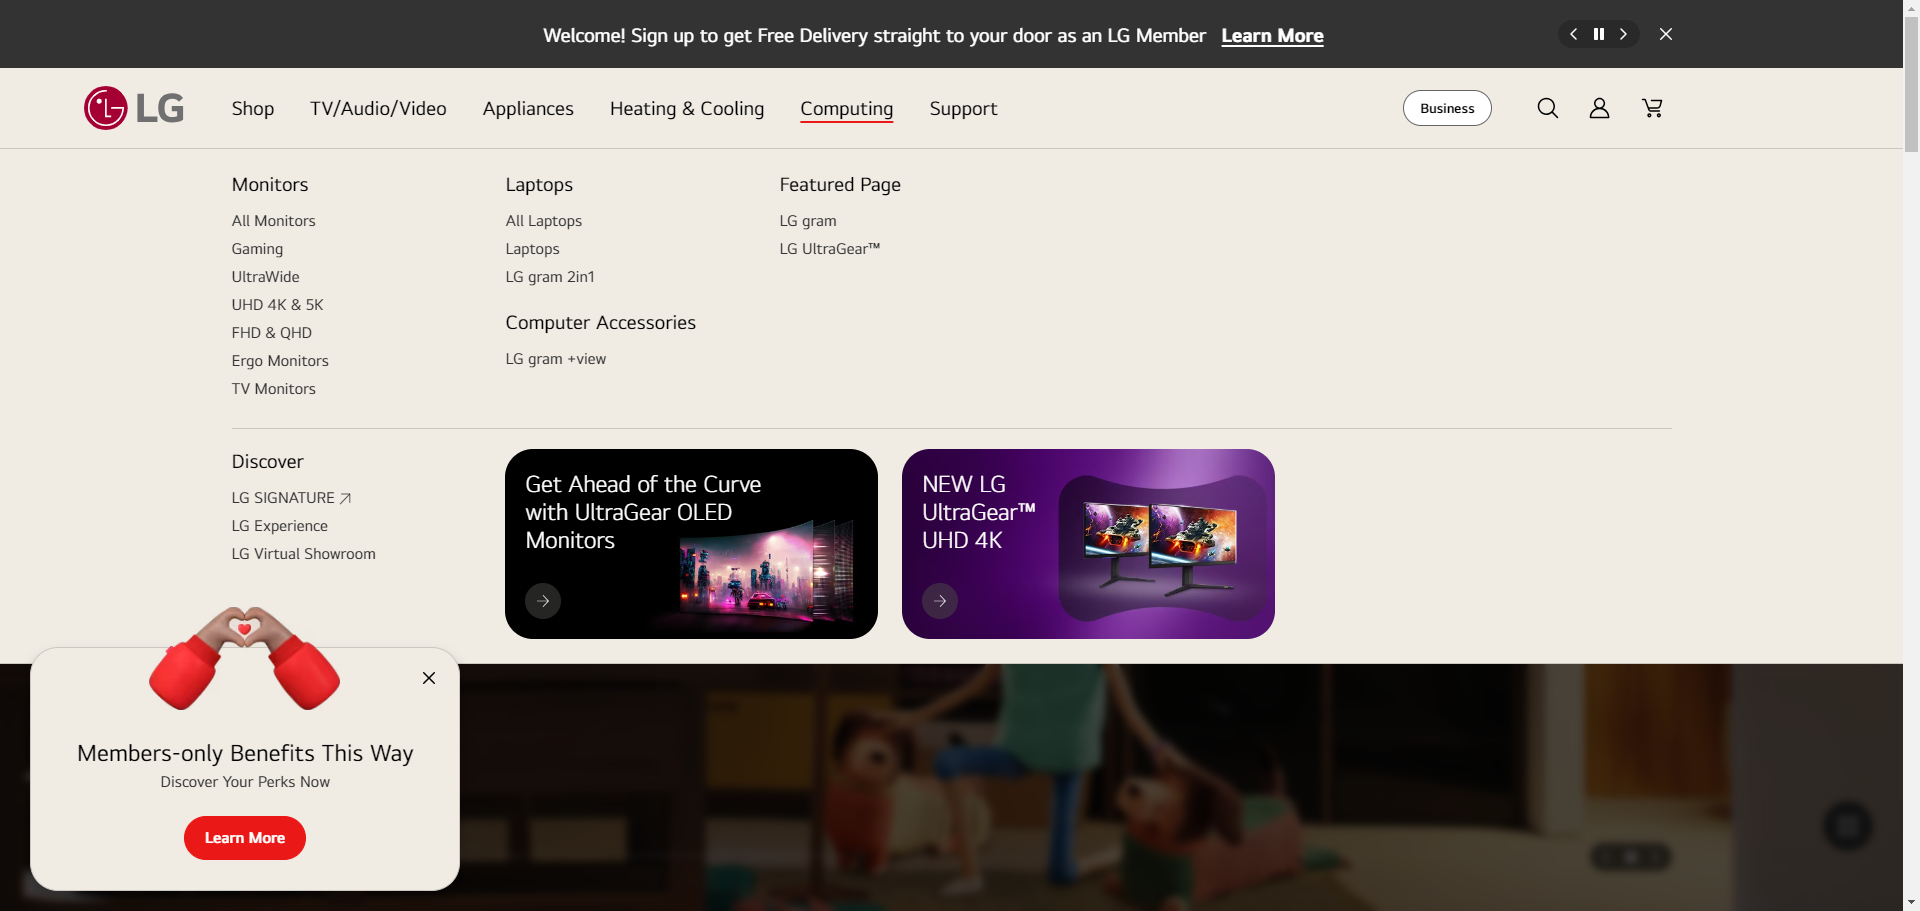 Welcome! Sign up to get Free Delivery straight to your door as an LG Member Learn More
LG Shop TV/Audio/Video Appliances Heating & Cooling Computing Support Business
Monitors
All Monitors
Gaming
UltraWide
UHD 4K & 5K
FHD & QHD
Ergo Monitors
TV Monitors
Laptops
All Laptops
Laptops
LG gram 2in1
Computer Accessories
LG gram +view
Featured Page
LG gram
LG UltraGear™
Discover
LG SIGNATURE
LG Experience
LG Virtual Showroom
Get Ahead of the Curve
with UltraGear OLED
Monitors
NEW LG
UltraGear™
UHD 4K
Members-only Benefits This Way
Discover Your Perks Now
Learn More